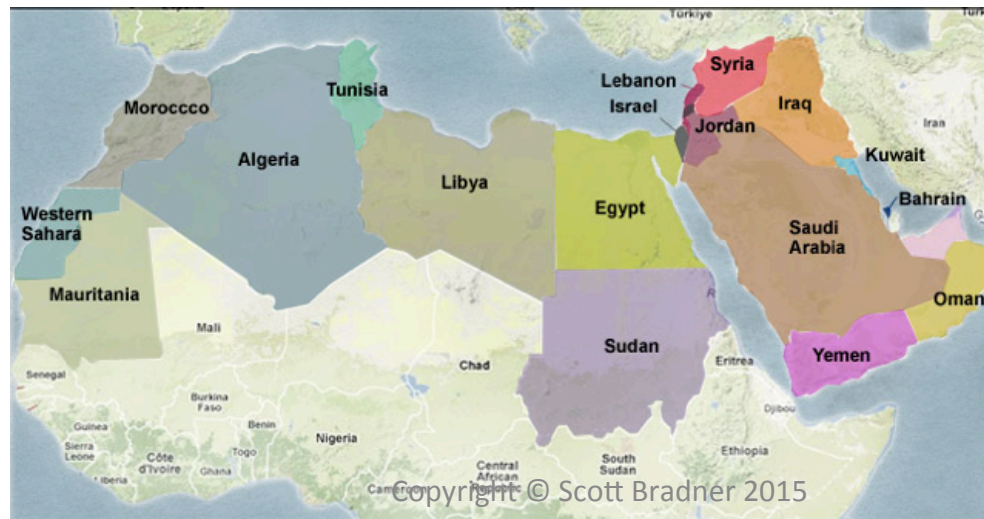 Türkiye
Syria
Lebanon
Tunisia
Israel
Iraq
Moroccco
Jordan
Iran
Algeria
Kuwait
Libya
Bahrain
Western
Sahara
Egypt
Saudi
Arabia
Mauritania
Oman
Mali
Sudan
Yemen
Chad
Eritrea
Senegal
Burkina
Faso
Djibou
Guinea
Benin
Nigeria
Sierra
Leone
Togo
Ethiopia
Côte
d'Ivoire
Ghana
South
Sudan
Central
African
Liberia
Cameroon
Copyright © Scott Bradner 2015